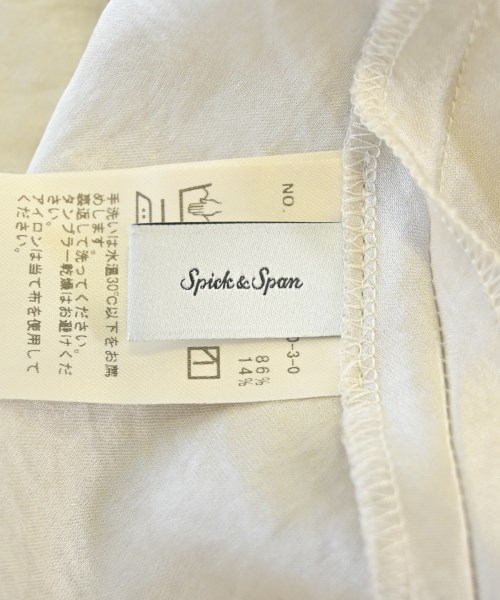 Spick & Span
NO.
0-3-0
86%
14%
手洗いは水温30℃以下をお薦
めします。
裏返して洗ってください。
タンブラー乾燥はお避けくだ
さい。
アイロンは当て布を使用して
ください。